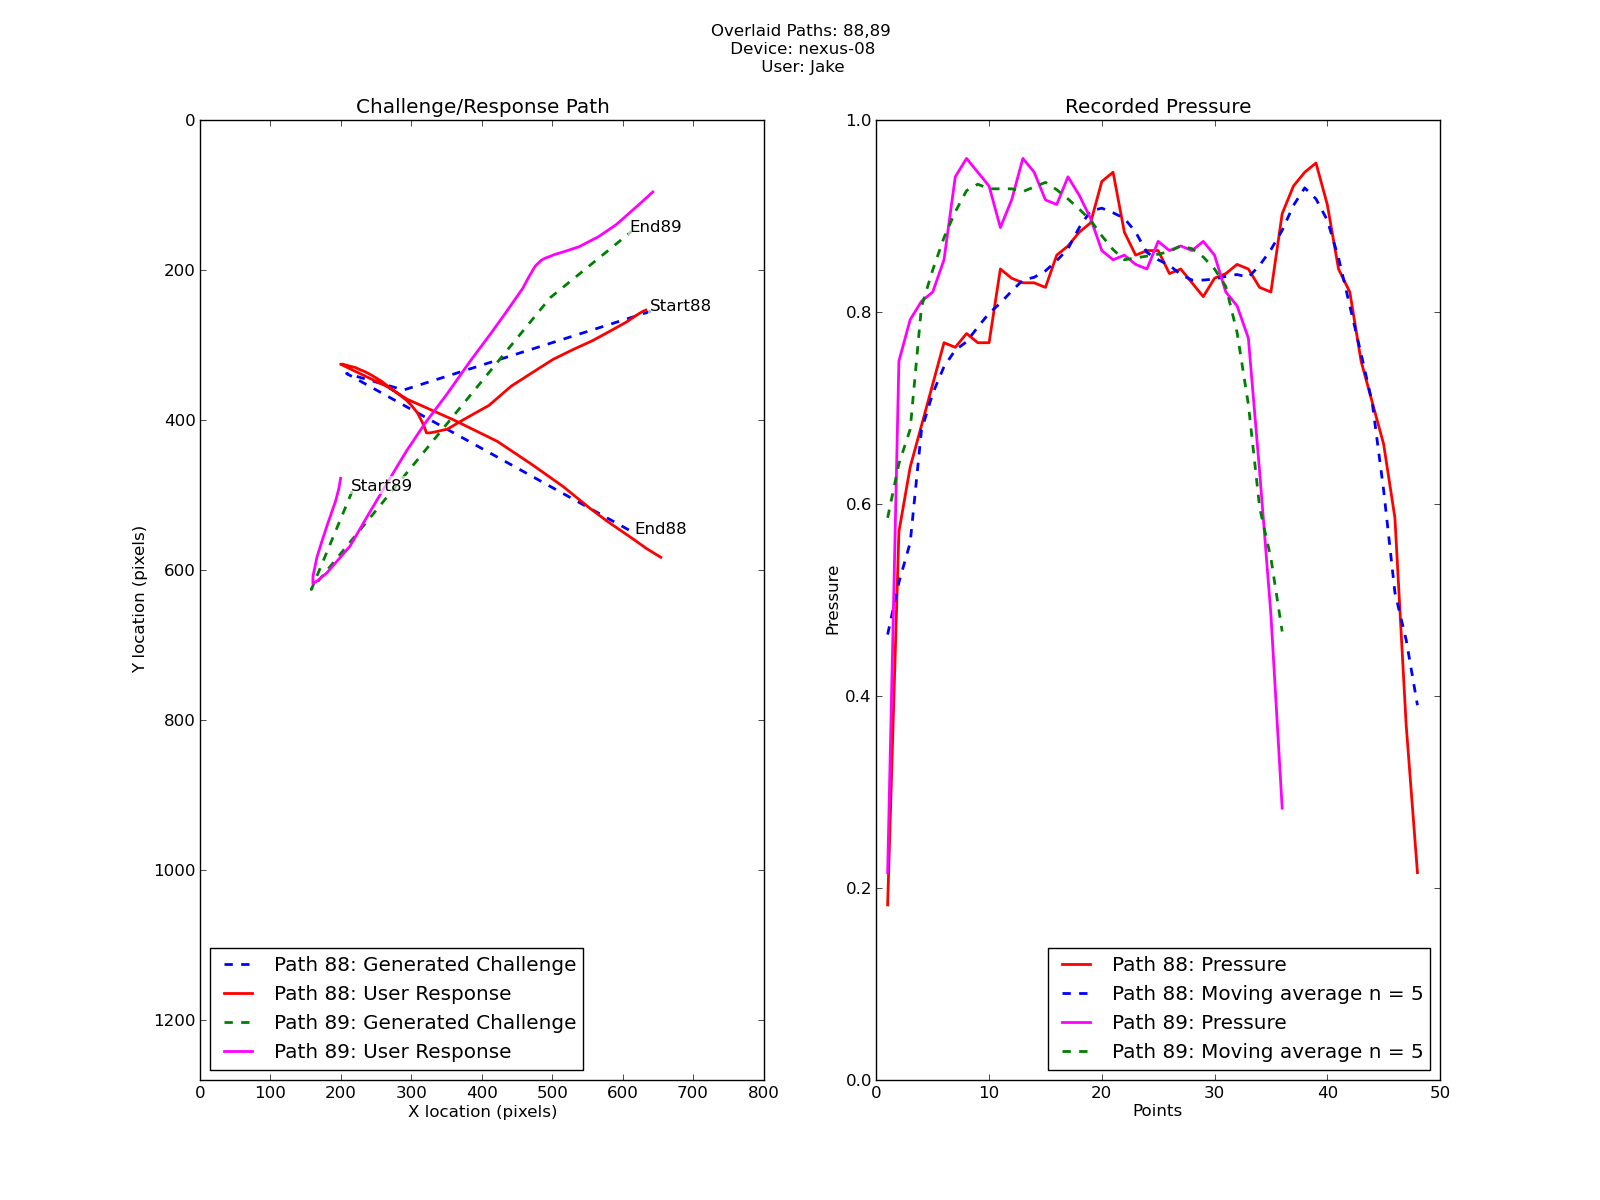 Overlaid Paths: 88,89
Device: nexus-08
User: Jake
Challenge/Response Path
0
200
400
600
800
1000
1200
Y location (pixels)
End89
Start88
Start89
End88
Path 88: Generated Challenge
Path 88: User Response
Path 89: Generated Challenge
Path 89: User Response
0 100 200 300 400 500 600 700 800
X location (pixels)
Recorded Pressure
1.0
0.8
0.6
0.4
0.2
0.0
Pressure
Path 88: Pressure
Path 88: Moving average n = 5
Path 89: Pressure
Path 89: Moving average n = 5
0 10 20 30 40 50
Points